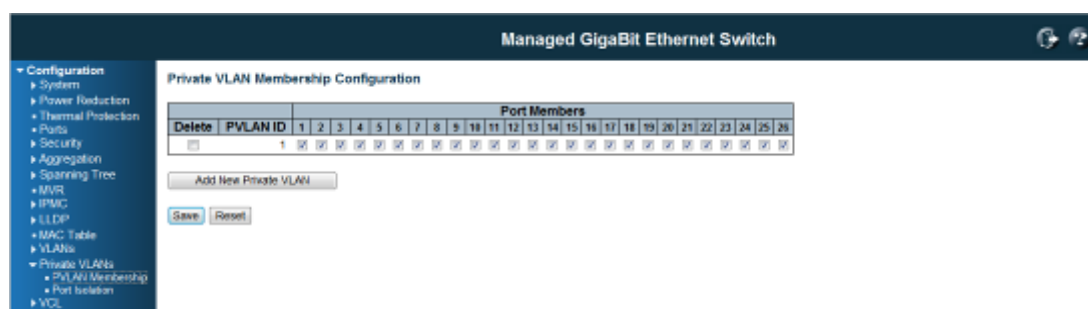 Managed GigaBit Ethernet Switch
Configuration
System
Power Reduction
Thermal Protection
Ports
Security
Aggregation
Spanning Tree
MVR
IPMC
LLDP
MAC Table
VLANs
Private VLANs
PVLAN Membership
Port Isolation
VCL
Private VLAN Membership Configuration
Port Members
Delete PVLAN ID 1 2 3 4 5 6 7 8 9 10 11 12 13 14 15 16 17 18 19 20 21 22 23 24 25 26
1
Add New Private VLAN
Save Reset